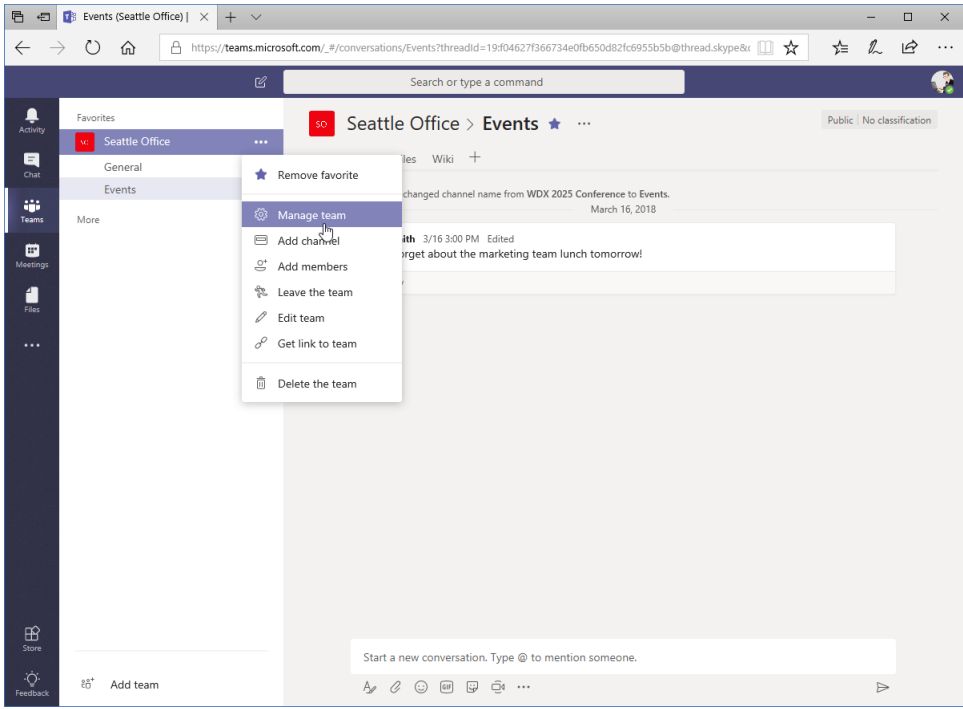 Events (Seattle Office) |
https://teams.microsoft.com/_#/conversations/Events?threadId=19:f04627f366734e0fb650d82fc6955b5b@thread.skype&
Search or type a command
Activity
Chat
Teams
Meetings
Files
Store
Feedback
Favorites
SO Seattle Office
General
Events
More
Add team
Remove favorite
Manage team
Add channel
Add members
Leave the team
Edit team
Get link to team
Delete the team
SO Seattle Office > Events
Public | No classification
les Wiki
changed channel name from WDX 2025 Conference to Events.
March 16, 2018
ith 3/16 3:00 PM Edited
rget about the marketing team lunch tomorrow!
Start a new conversation. Type @ to mention someone.
GIF